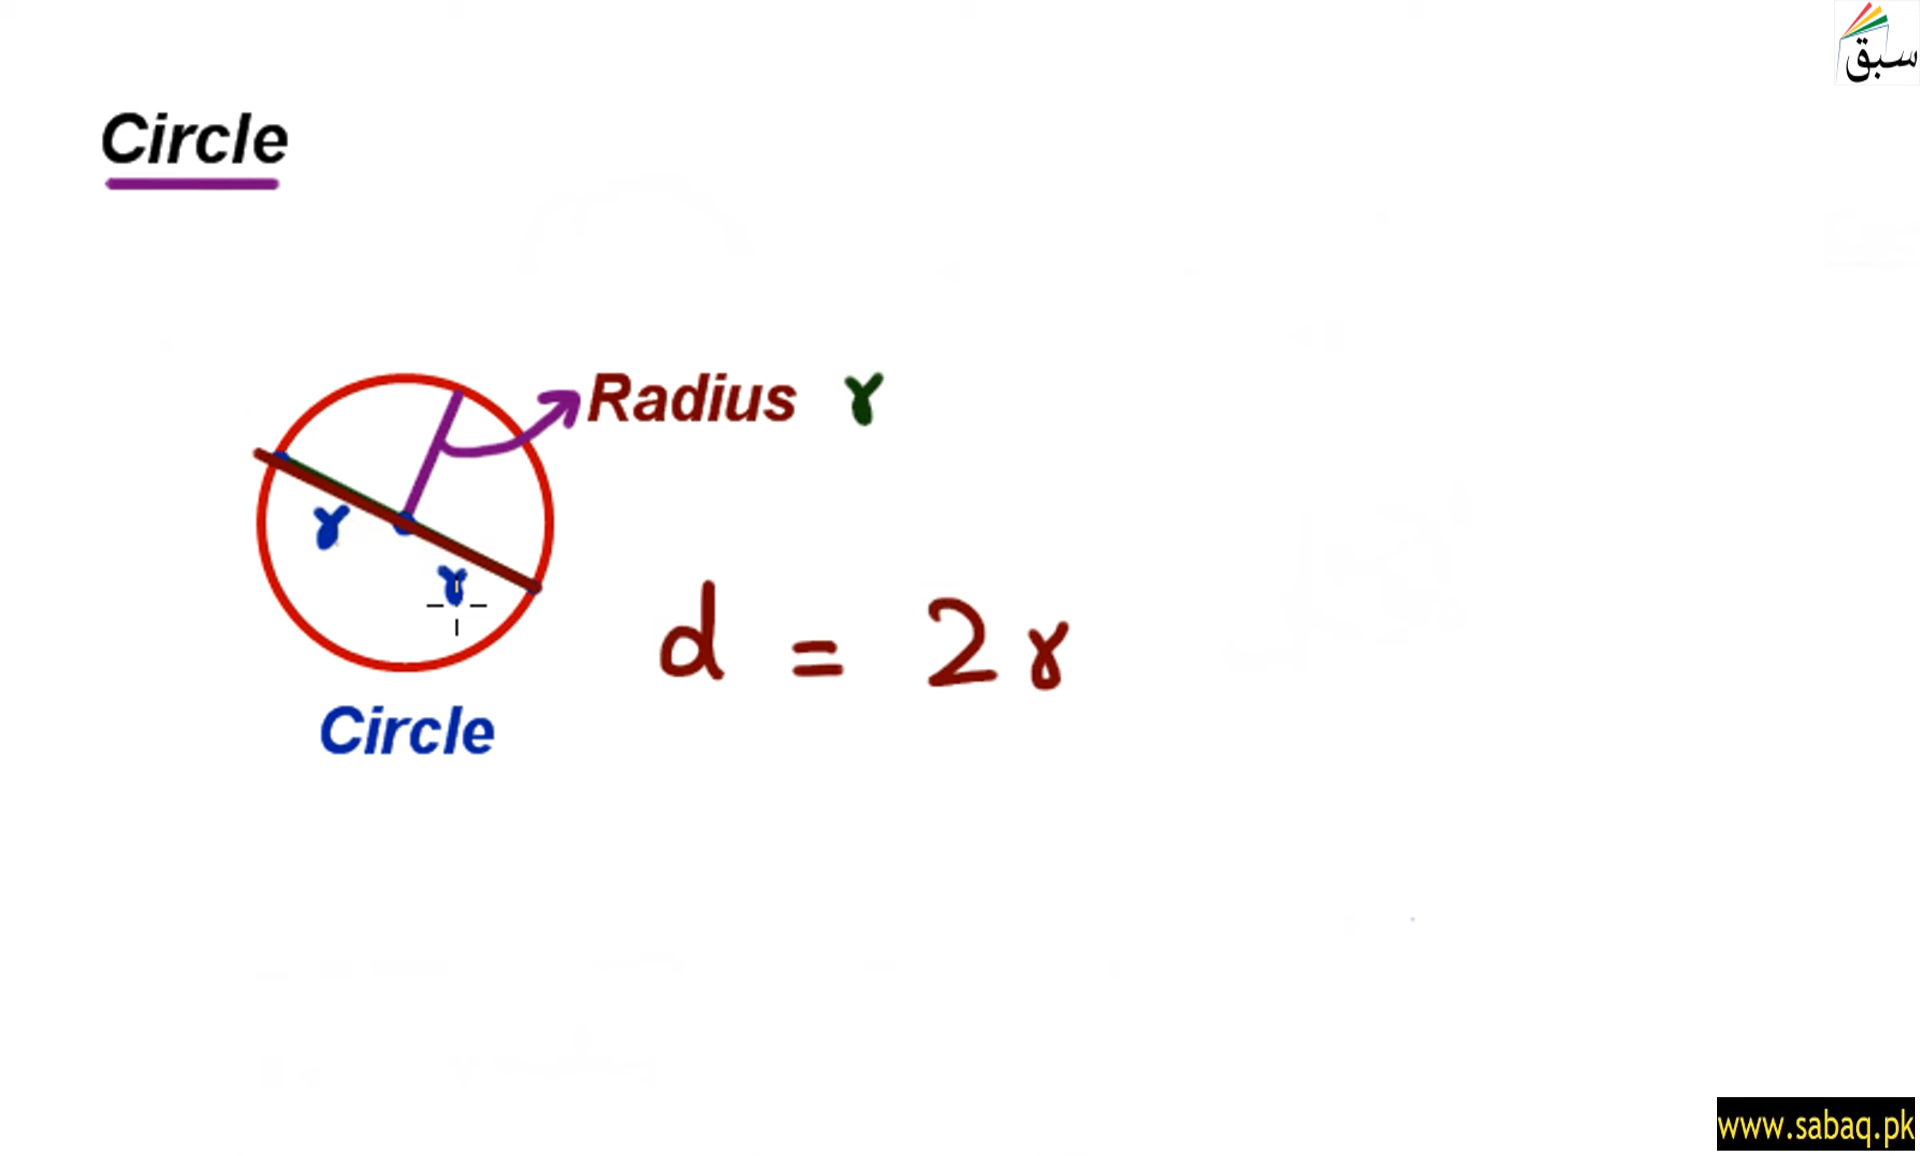 سبق
Circle
Radius r
r
r
d = 2r
Circle
www.sabaq.pk